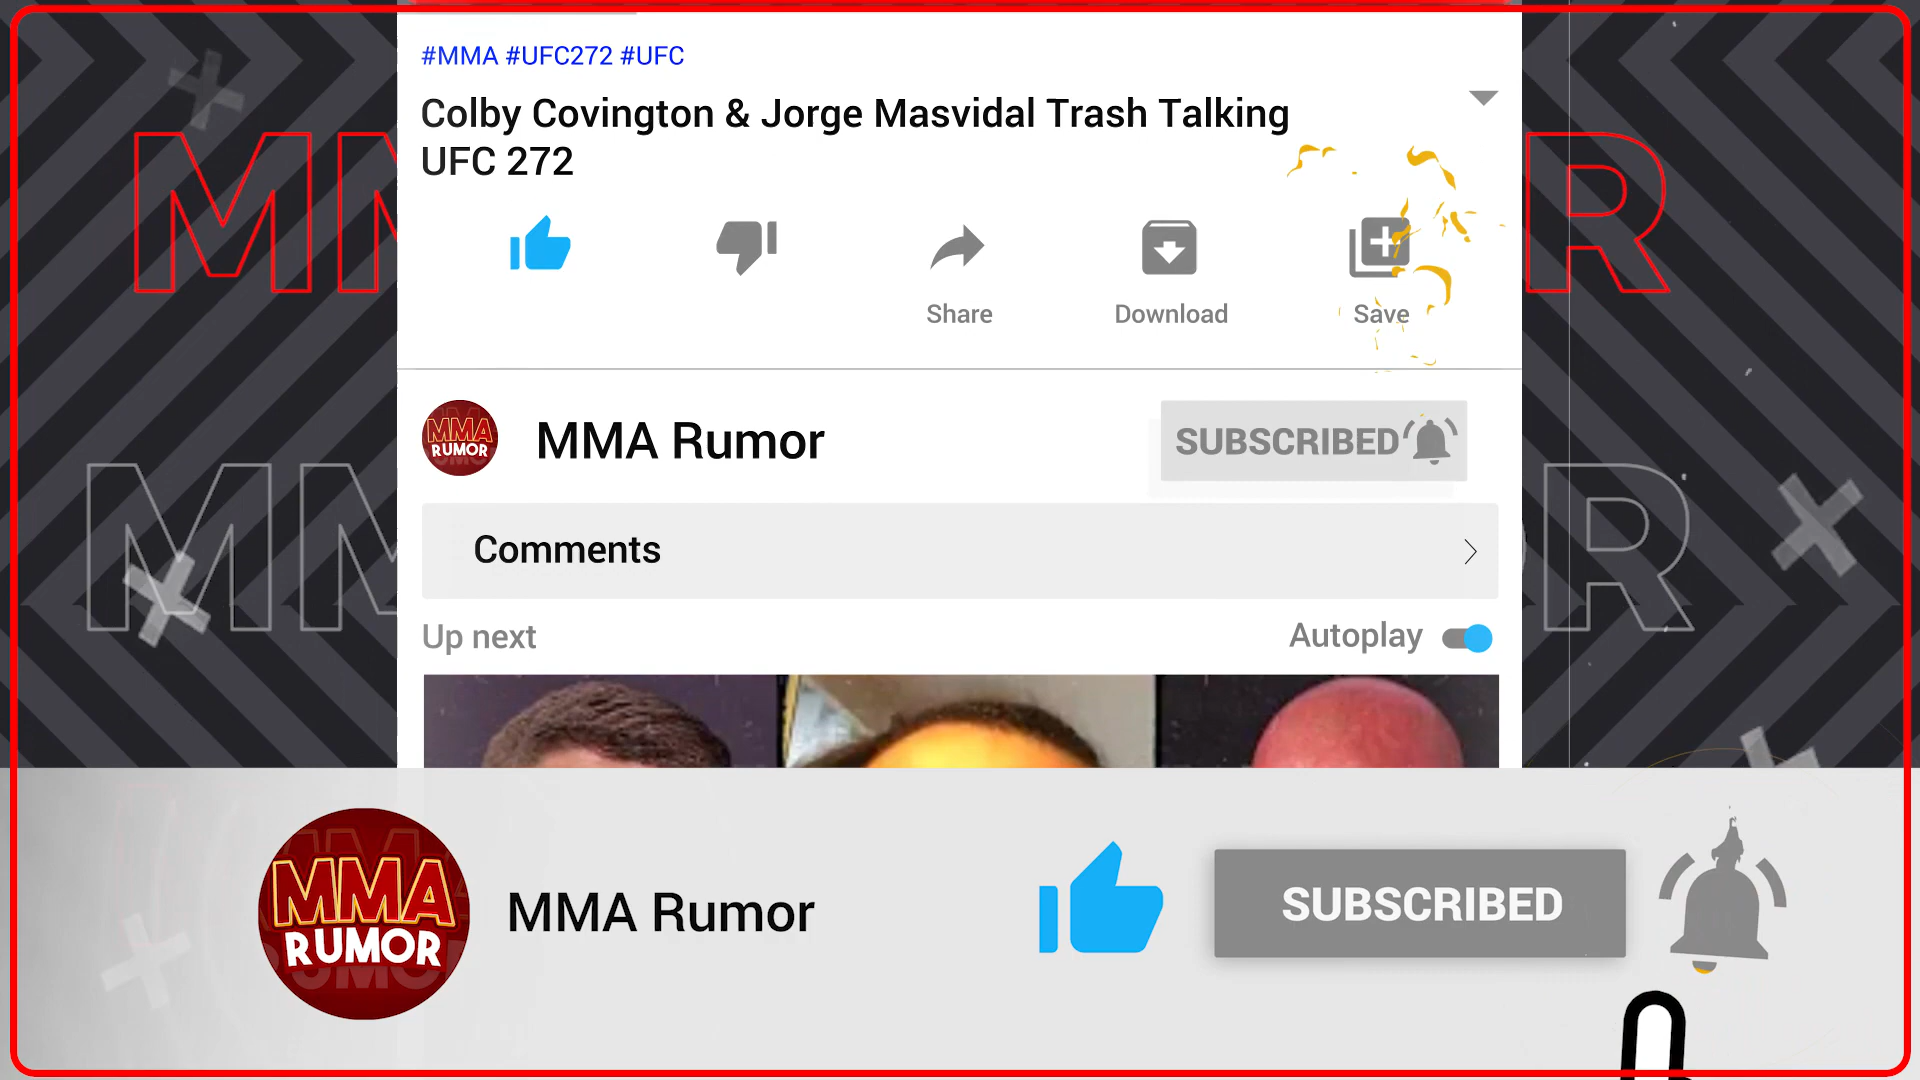 #MMA #UFC272 #UFC
Colby Covington & Jorge Masvidal Trash Talking
UFC 272
Share
Download
Save
MMA
RUMOR
MMA Rumor
SUBSCRIBED
Comments
Up next
Autoplay
MMA
RUMOR
MMA Rumor
SUBSCRIBED